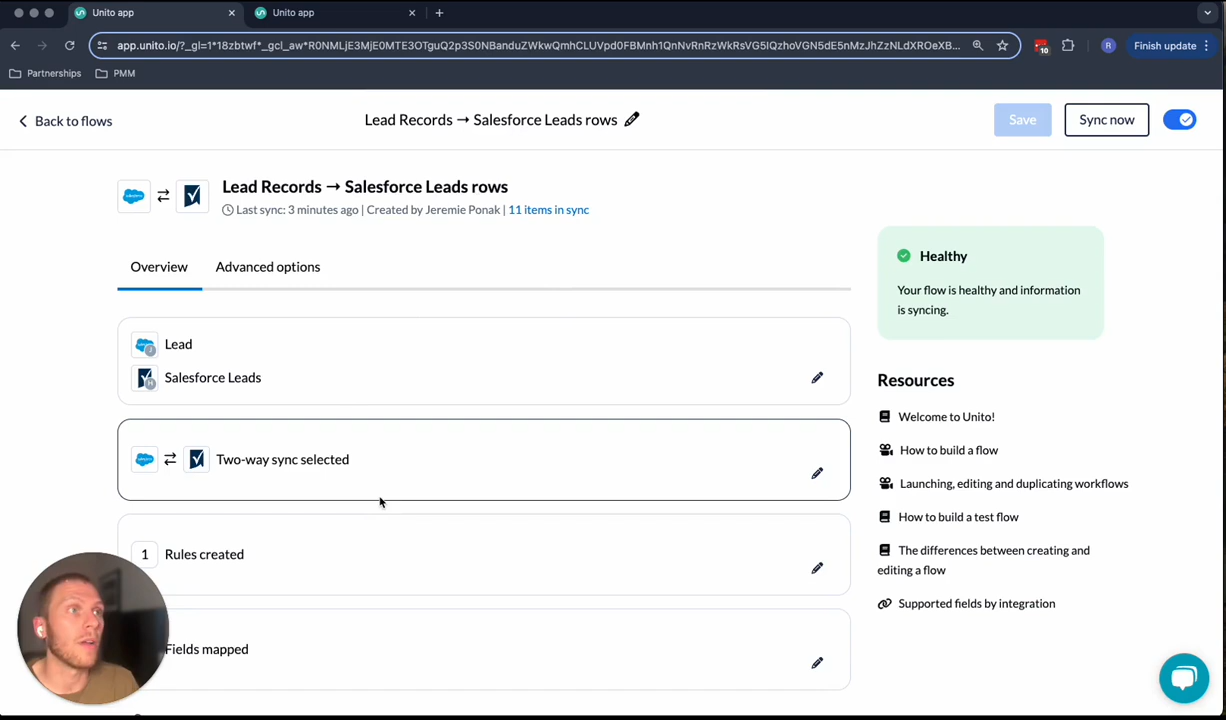 Unito app
Unito app
app.unito.io/?_gl=1*18zbtwf*_gcl_aw*
Finish update
10
R
Partnerships
PMM
Back to flows
Lead Records → Salesforce Leads rows
Save
Sync now
Lead Records → Salesforce Leads rows
Last sync: 3 minutes ago | Created by Jeremie Ponak | 11 items in sync
Overview
Advanced options
Healthy
Your flow is healthy and information
is syncing.
Lead
Salesforce Leads
Resources
Welcome to Unito!
How to build a flow
Launching, editing and duplicating workflows
How to build a test flow
The differences between creating and
editing a flow
Supported fields by integration
Two-way sync selected
1 Rules created
Fields mapped